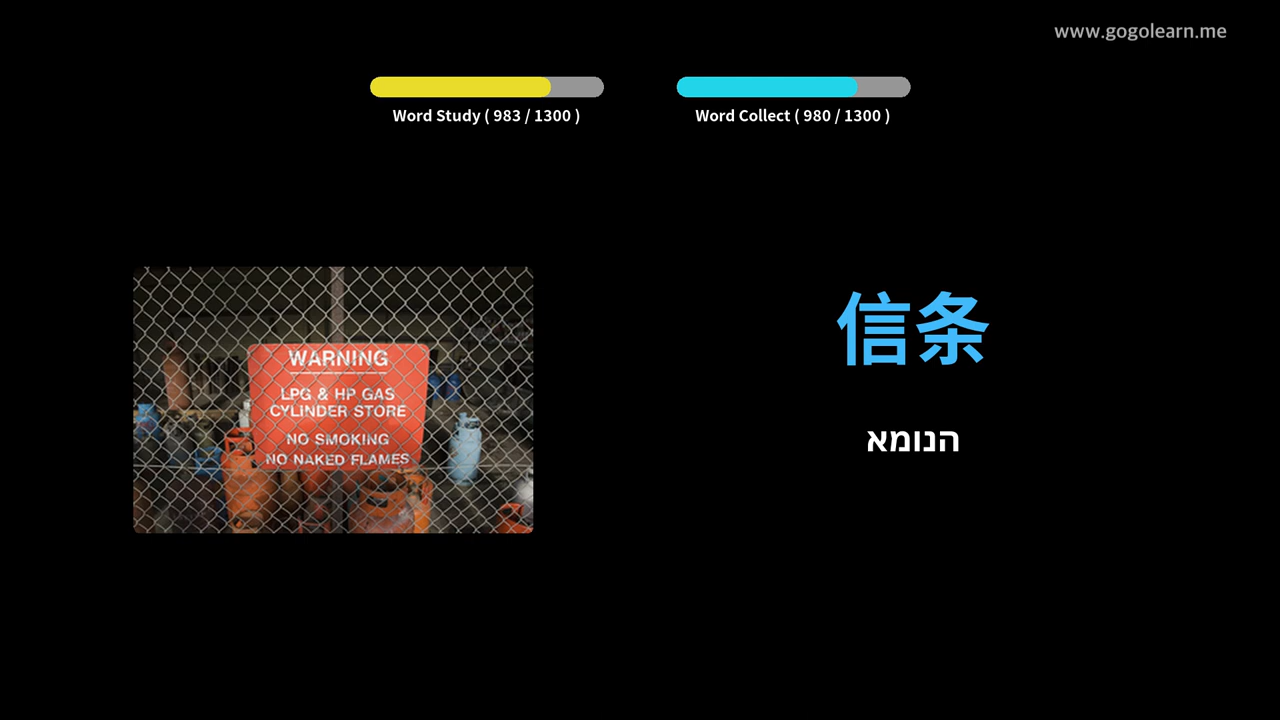 www.gogolearn.me
Word Study ( 983 / 1300 )
Word Collect ( 980 / 1300 )
WARNING
LPG & HP GAS
CYLINDER STORE
NO SMOKING
NO NAKED FLAMES
信条
הנומא